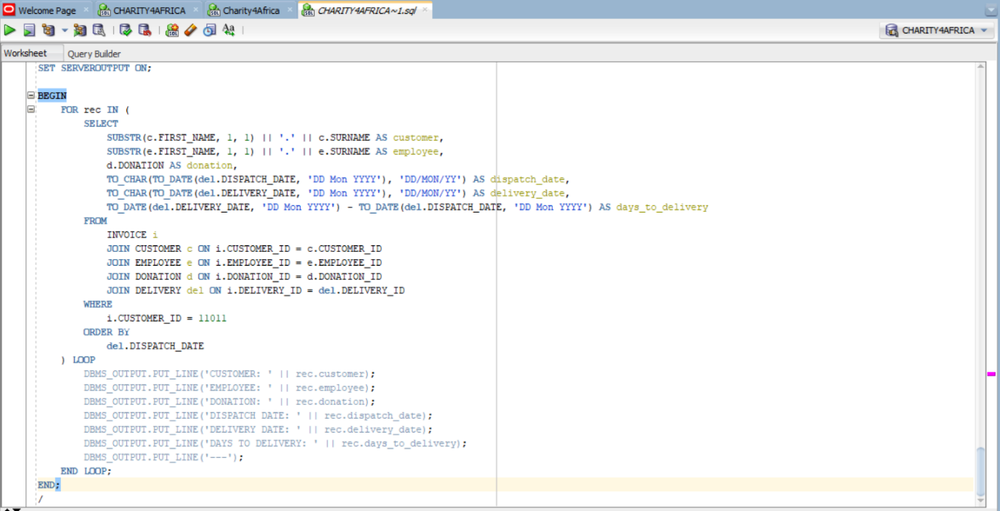 Welcome Page
CHARITY4AFRICA
Charity4Africa
CHARITY4AFRICA~1.sql
CHARITY4AFRICA
Worksheet
Query Builder
SET SERVEROUTPUT ON;
BEGIN
FOR rec IN (
SELECT
SUBSTR(c.FIRST_NAME, 1, 1) || '.' || c.SURNAME AS customer,
SUBSTR(e.FIRST_NAME, 1, 1) || '.' || e.SURNAME AS employee,
d.DONATION AS donation,
TO_CHAR(TO_DATE(del.DISPATCH_DATE, 'DD Mon YYYY'), 'DD/MON/YY') AS dispatch_date,
TO_CHAR(TO_DATE(del.DELIVERY_DATE, 'DD Mon YYYY'), 'DD/MON/YY') AS delivery_date,
TO_DATE(del.DELIVERY_DATE, 'DD Mon YYYY') - TO_DATE(del.DISPATCH_DATE, 'DD Mon YYYY') AS days_to_delivery
FROM
INVOICE i
JOIN CUSTOMER c ON i.CUSTOMER_ID = c.CUSTOMER_ID
JOIN EMPLOYEE e ON i.EMPLOYEE_ID = e.EMPLOYEE_ID
JOIN DONATION d ON i.DONATION_ID = d.DONATION_ID
JOIN DELIVERY del ON i.DELIVERY_ID = del.DELIVERY_ID
WHERE
i.CUSTOMER_ID = 11011
ORDER BY
del.DISPATCH_DATE
) LOOP
DBMS_OUTPUT.PUT_LINE('CUSTOMER: ' || rec.customer);
DBMS_OUTPUT.PUT_LINE('EMPLOYEE: ' || rec.employee);
DBMS_OUTPUT.PUT_LINE('DONATION: ' || rec.donation);
DBMS_OUTPUT.PUT_LINE('DISPATCH DATE: ' || rec.dispatch_date);
DBMS_OUTPUT.PUT_LINE('DELIVERY DATE: ' || rec.delivery_date);
DBMS_OUTPUT.PUT_LINE('DAYS TO DELIVERY: ' || rec.days_to_delivery);
DBMS_OUTPUT.PUT_LINE('---');
END LOOP;
END;
/